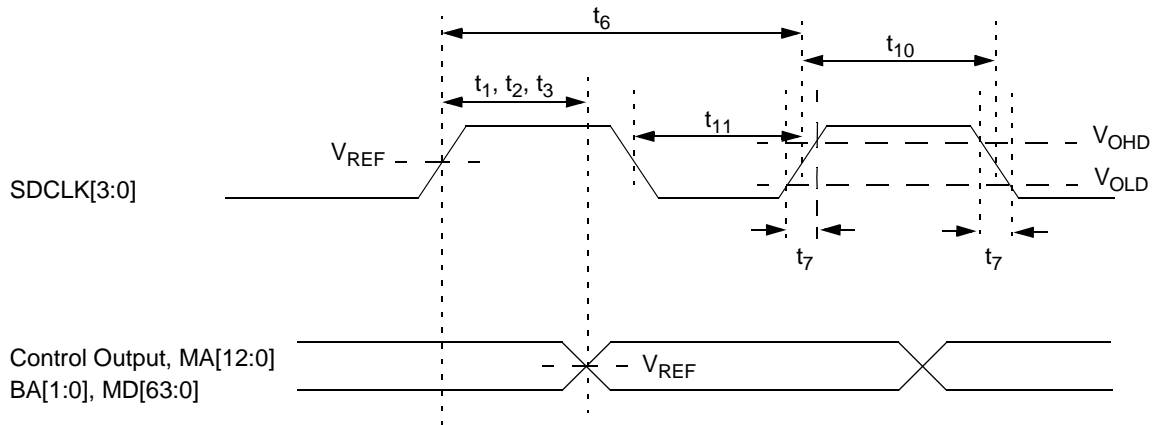 t6
t10
t1, t2, t3
t11
VREF
VOHD
SDCLK[3:0]
VOLD
t7
t7
Control Output, MA[12:0]
VREF
BA[1:0], MD[63:0]